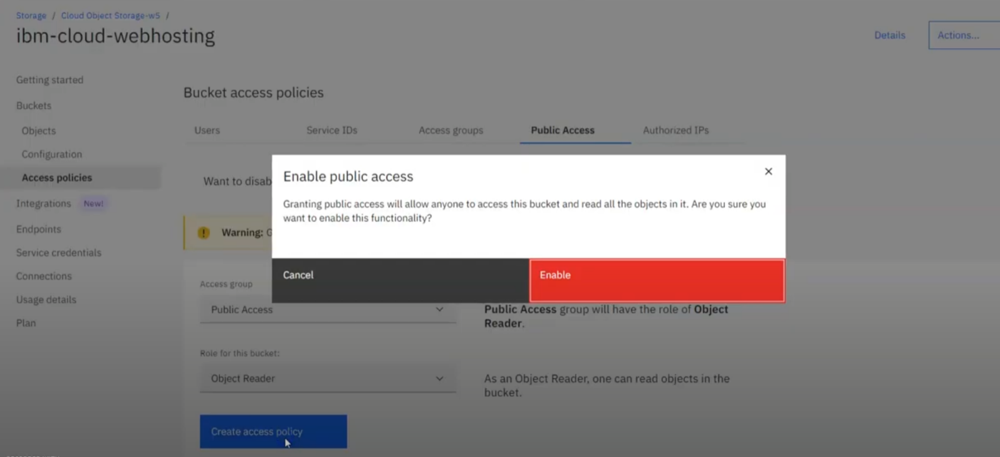 Storage / Cloud Object Storage-w5 /
ibm-cloud-webhosting
Details
Actions...
Getting started
Buckets
Objects
Configuration
Access policies
Integrations New!
Endpoints
Service credentials
Connections
Usage details
Plan
Bucket access policies
Users
Service IDs
Access groups
Public Access
Authorized IPs
Want to disab
Warning: G
Enable public access
Granting public access will allow anyone to access this bucket and read all the objects in it. Are you sure you
want to enable this functionality?
Cancel
Enable
Access group
Public Access
Public Access group will have the role of Object
Reader.
Role for this bucket:
Object Reader
As an Object Reader, one can read objects in the
bucket.
Create access policy